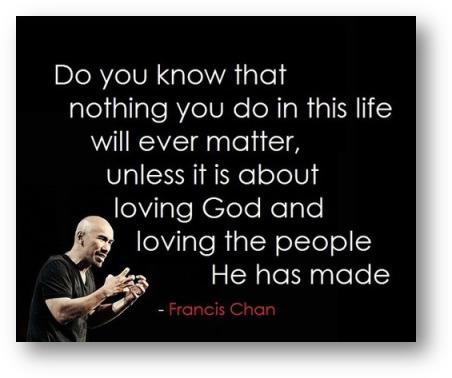 Do you know that
nothing you do in this life
will ever matter,
unless it is about
loving God and
loving the people
He has made
- Francis Chan